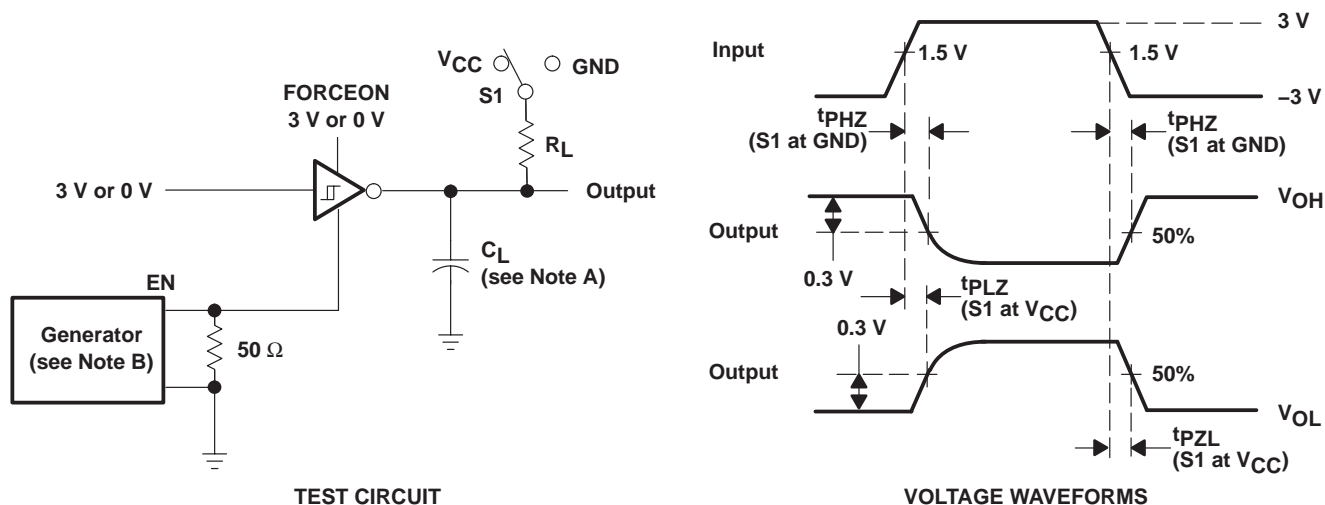 VCC
GND
S1
FORCEON
3 V or 0 V
RL
3 V or 0 V
Output
CL
(see Note A)
EN
Generator
(see Note B)
50 Ω
TEST CIRCUIT
3 V
Input
1.5 V
1.5 V
–3 V
tPHZ
(S1 at GND)
tPHZ
(S1 at GND)
VOH
Output
50%
0.3 V
tPLZ
(S1 at VCC)
0.3 V
Output
50%
VOL
tPZL
(S1 at VCC)
VOLTAGE WAVEFORMS